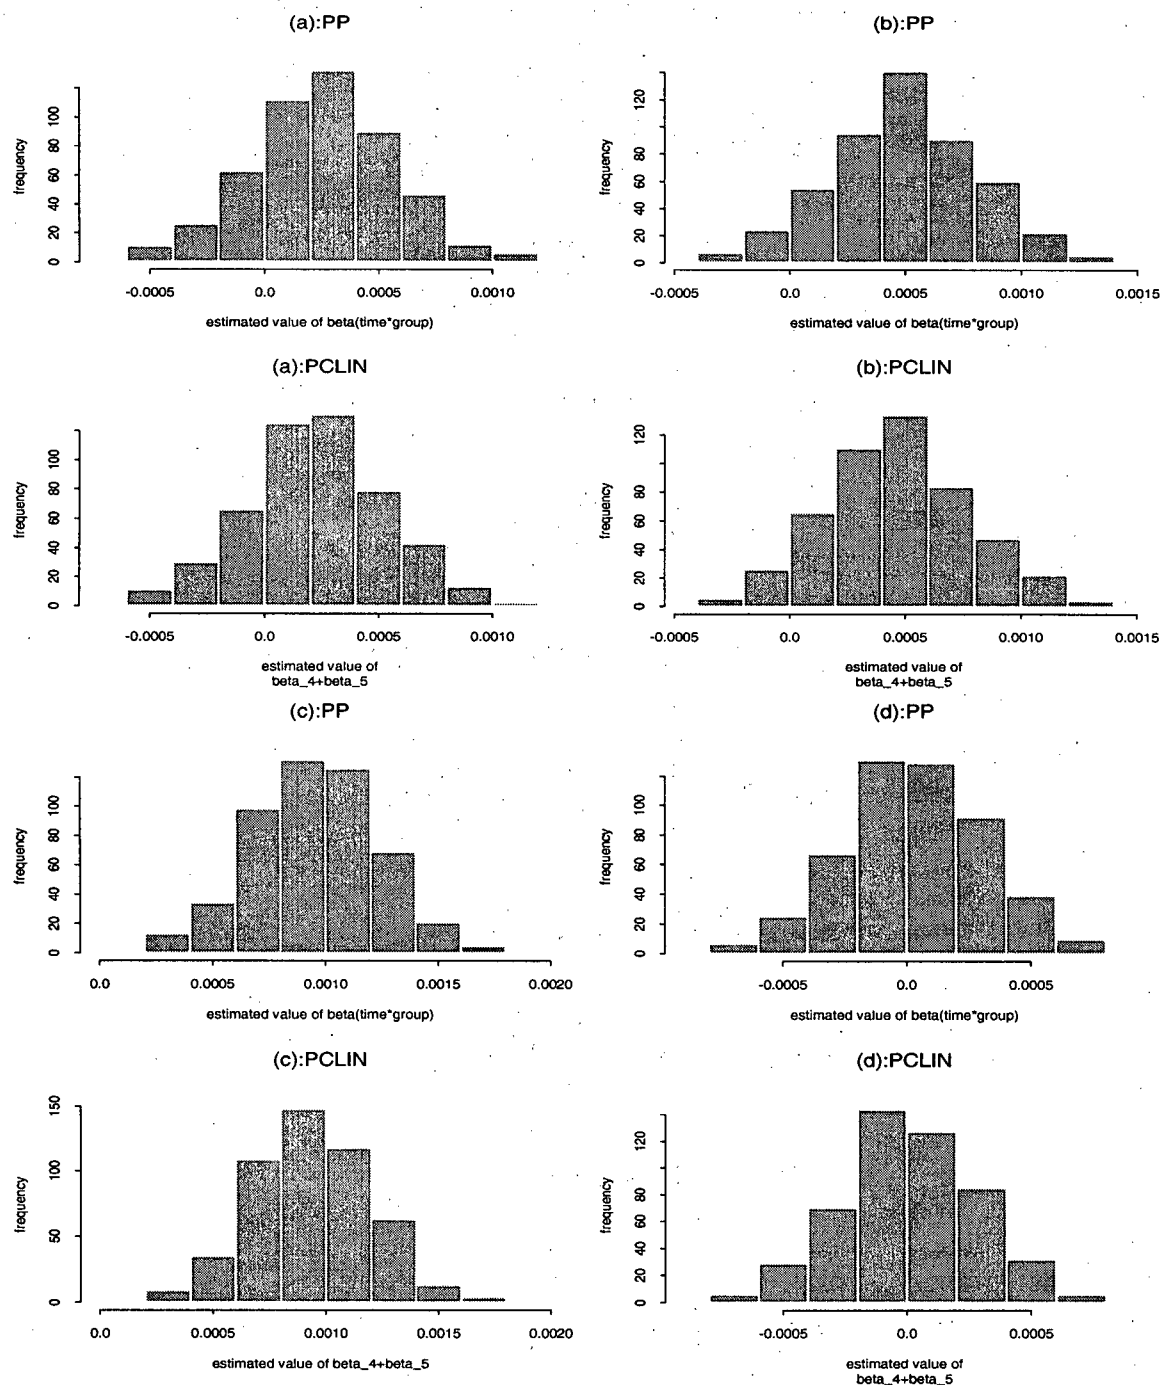 (a):PP
frequency
0 20 40 60 80 100
-0.0005 0.0 0.0005 0.0010
estimated value of beta(time*group)
(b):PP
frequency
0 20 40 60 80 120
-0.0005 0.0 0.0005 0.0010 0.0015
estimated value of beta(time*group)
(a):PCLIN
frequency
0 20 40 60 80 100
-0.0005 0.0 0.0005 0.0010
estimated value of
beta_4+beta_5
(b):PCLIN
frequency
0 20 40 60 80 120
-0.0005 0.0 0.0005 0.0010 0.0015
estimated value of
beta_4+beta_5
(c):PP
frequency
0 20 40 60 80 100
0.0 0.0005 0.0010 0.0015 0.0020
estimated value of beta(time*group)
(d):PP
frequency
0 20 40 60 80 100
-0.0005 0.0 0.0005
estimated value of beta(time*group)
(c):PCLIN
frequency
0 50 100 150
0.0 0.0005 0.0010 0.0015 0.0020
estimated value of beta_4+beta_5
(d):PCLIN
frequency
0 20 40 60 80 120
-0.0005 0.0 0.0005
estimated value of
beta_4+beta_5